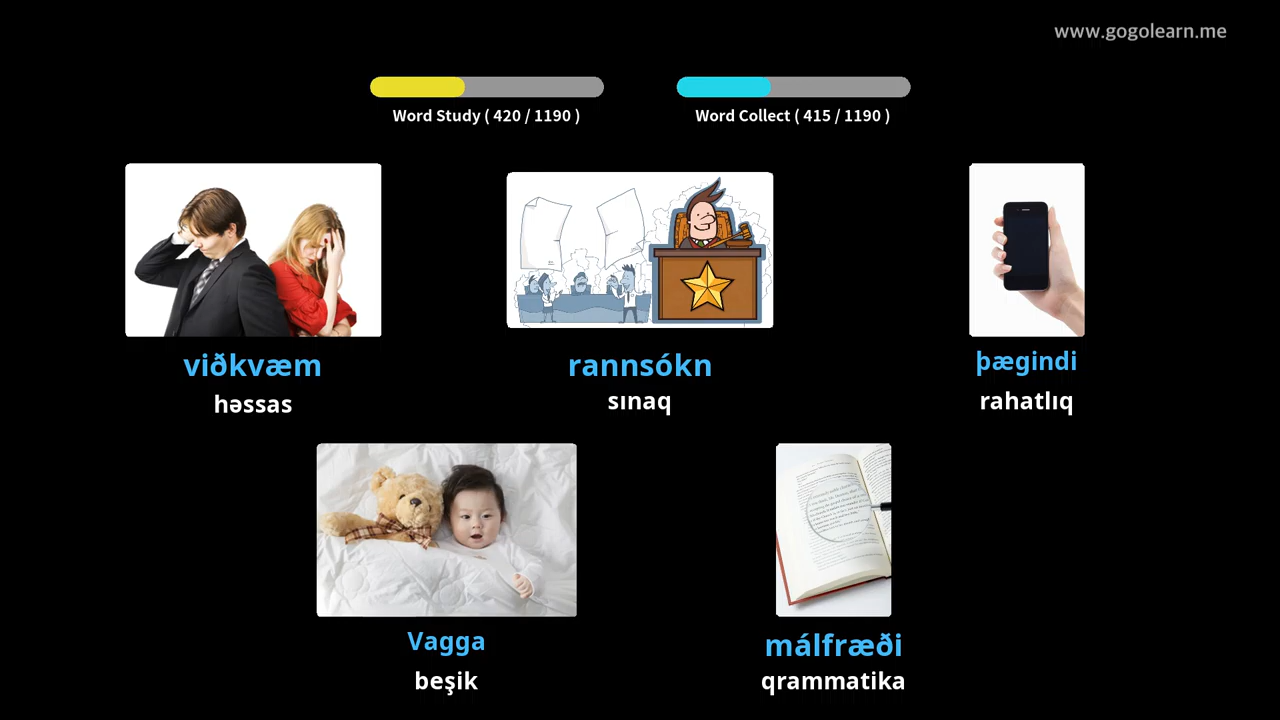 www.gogolearn.me
Word Study ( 420 / 1190 )
Word Collect ( 415 / 1190 )
viðkvæm
həssas
rannsókn
sınaq
þægindi
rahatlıq
Vagga
beşik
málfræði
qrammatika